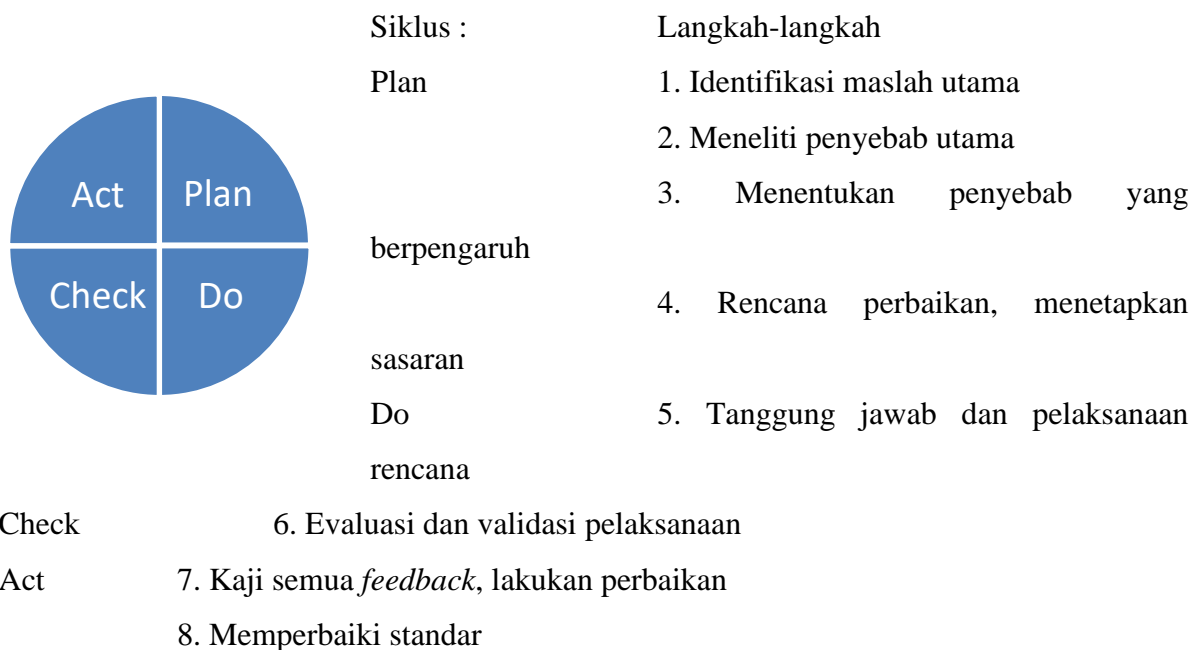 Siklus : Langkah-langkah
Plan 1. Identifikasi maslah utama
2. Meneliti penyebab utama
3. Menentukan penyebab yang
berpengaruh
4. Rencana perbaikan, menetapkan
sasaran
Do 5. Tanggung jawab dan pelaksanaan
rencana
Check 6. Evaluasi dan validasi pelaksanaan
Act 7. Kaji semua feedback, lakukan perbaikan
8. Memperbaiki standar
Act Plan
Check Do